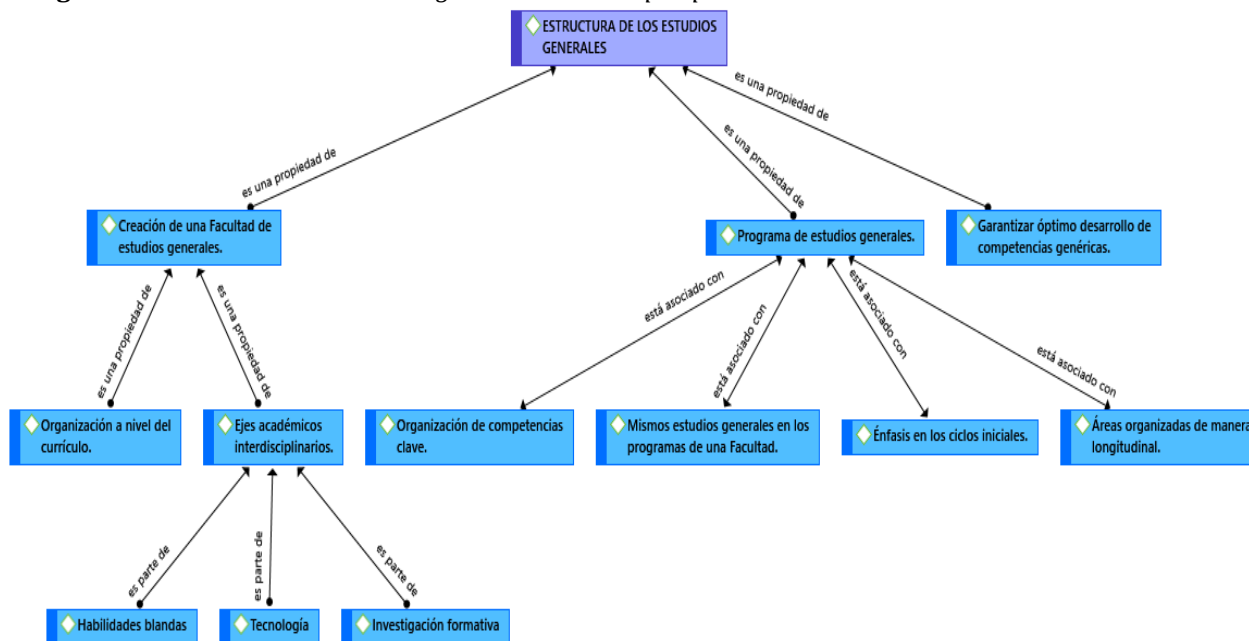 ESTRUCTURA DE LOS ESTUDIOS
GENERALES
es una propiedad de
es una propiedad de
es una propiedad de
Creación de una Facultad de
estudios generales.
Programa de estudios generales.
Garantizar óptimo desarrollo de
competencias genéricas.
es una propiedad de
es una propiedad de
está asociado con
está asociado con
está asociado con
está asociado con
Organización a nivel del
currículo.
Ejes académicos
interdisciplinarios.
Organización de competencias
clave.
Mismos estudios generales en los
programas de una Facultad.
Énfasis en los ciclos iniciales.
Áreas organizadas de manera
longitudinal.
es parte de
es parte de
es parte de
Habilidades blandas
Tecnología
Investigación formativa